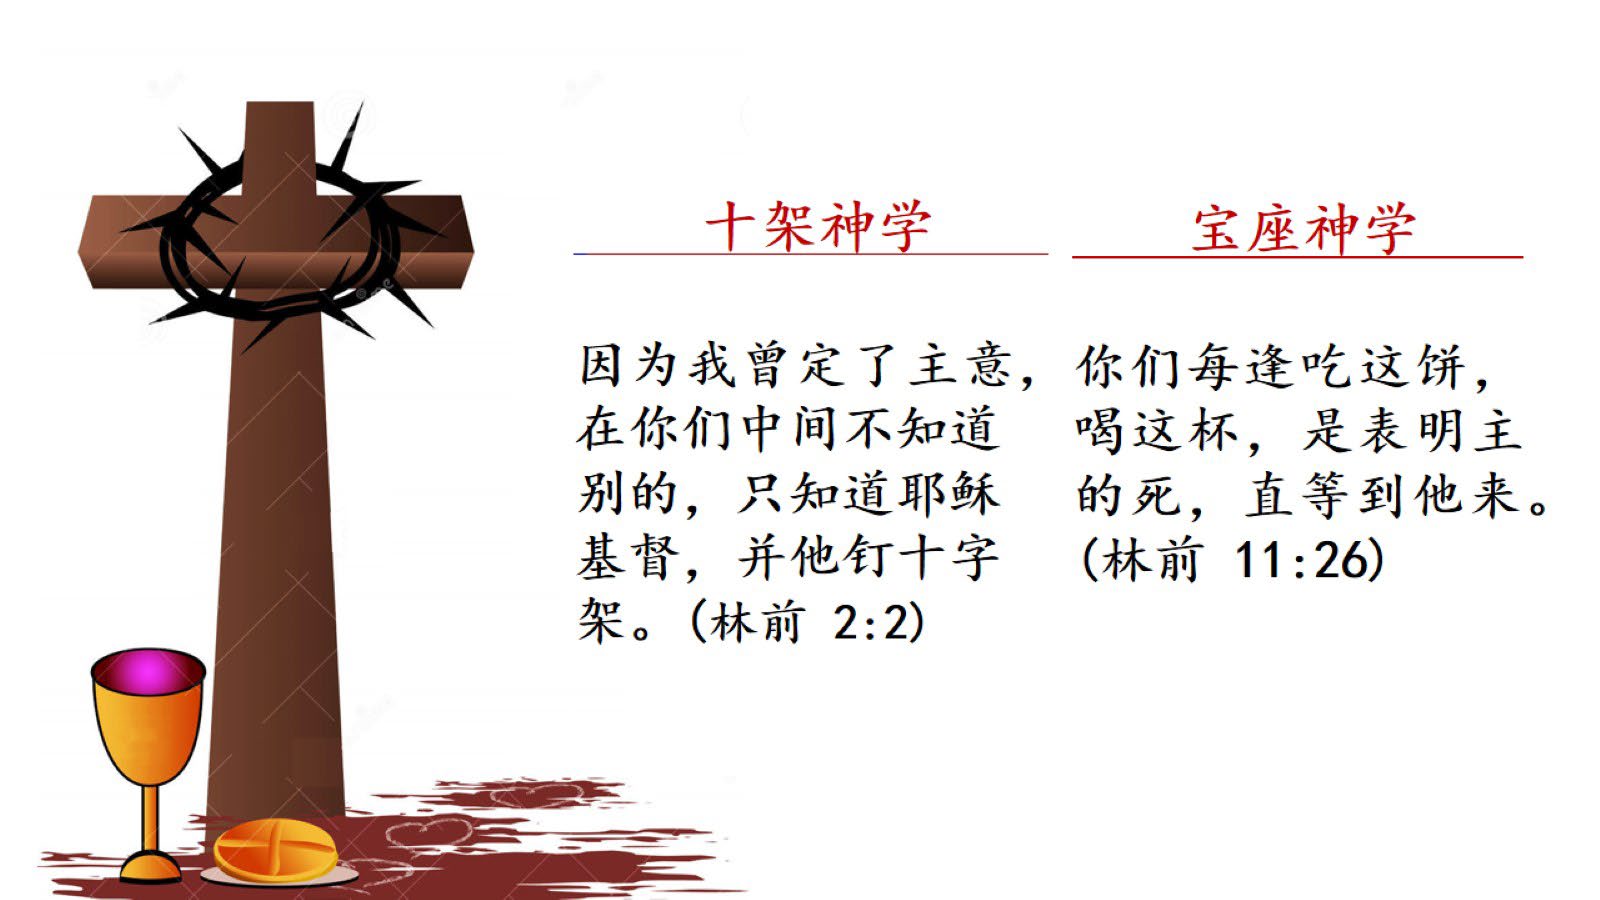 十架神学
因为我曾定了主意，
在你们中间不知道
别的，只知道耶稣
基督，并他钉十字
架。(林前 2:2)
宝座神学
你们每逢吃这饼，
喝这杯，是表明主
的死，直等到他来。
(林前 11:26)